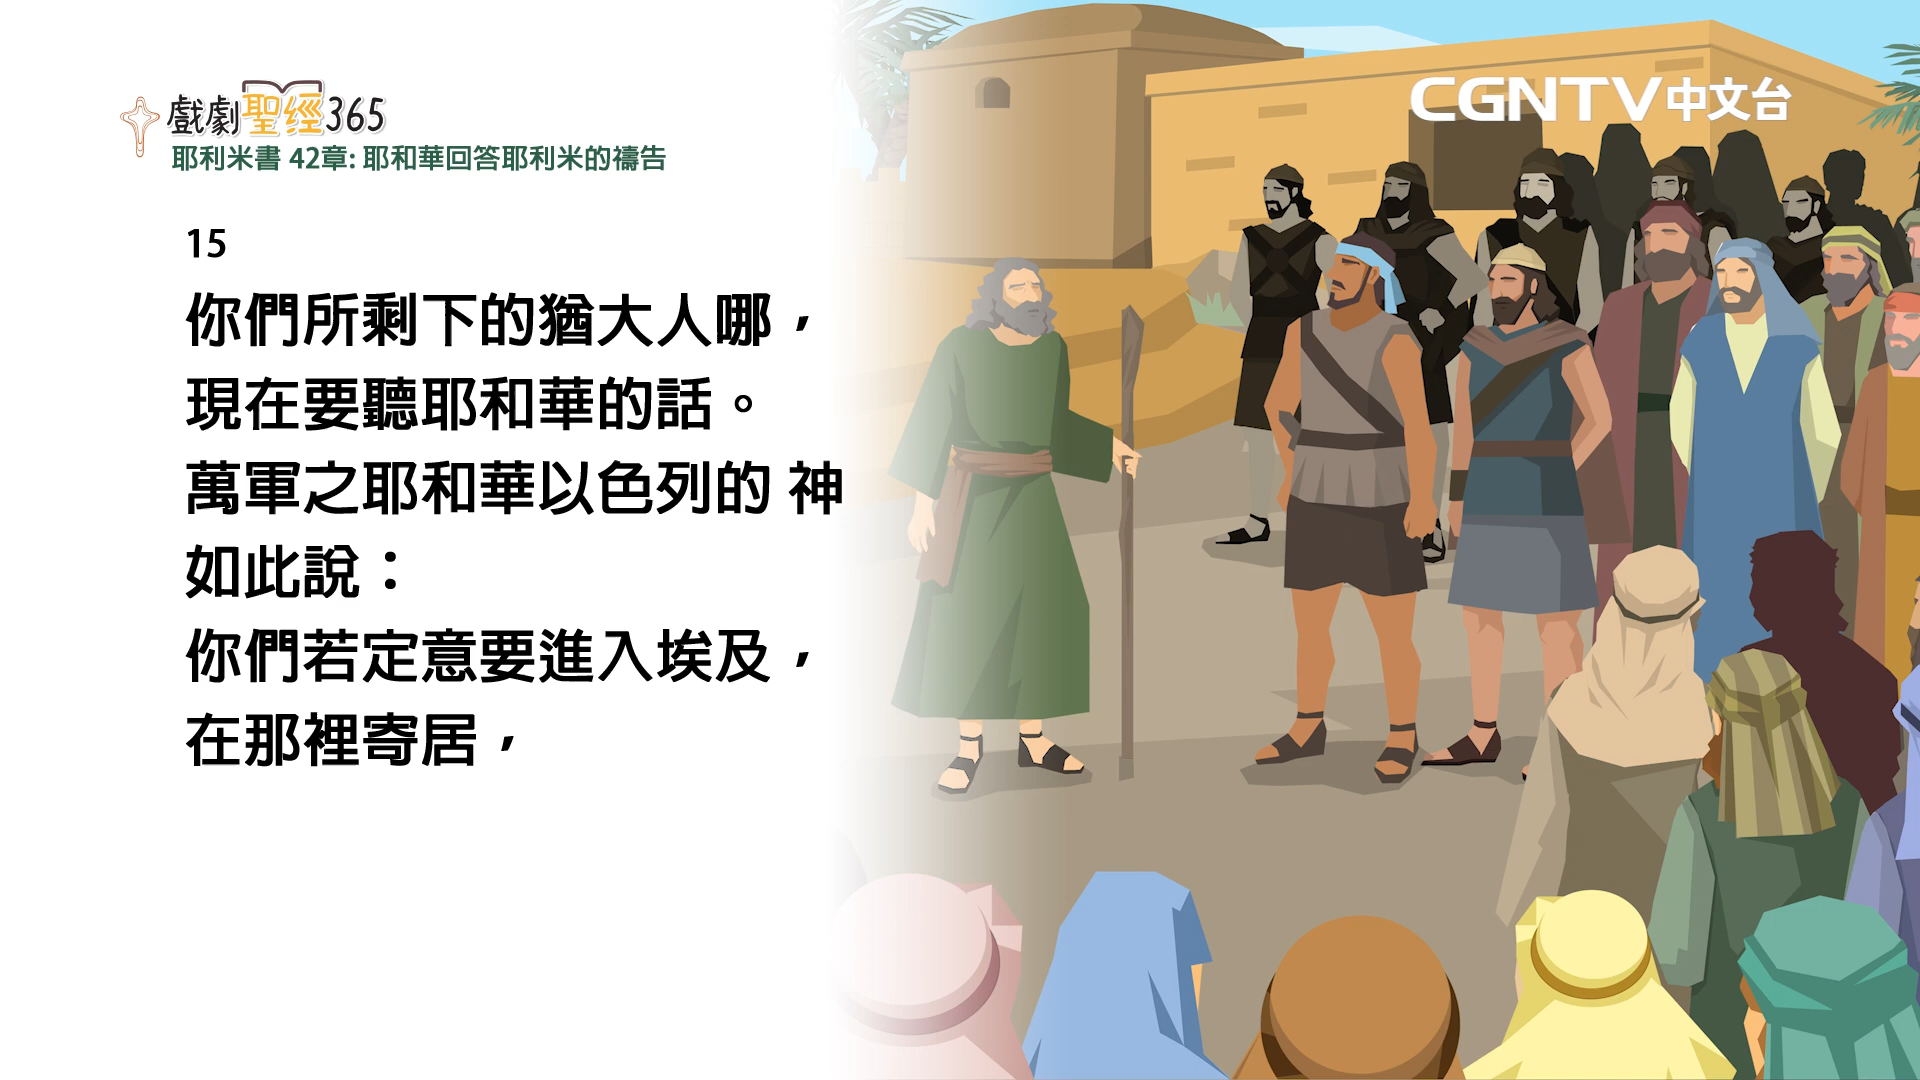 戲劇聖經365
耶利米書 42章: 耶和華回答耶利米的禱告
CGNTV中文台
15
你們所剩下的猶大人哪，
現在要聽耶和華的話。
萬軍之耶和華以色列的 神
如此說：
你們若定意要進入埃及，
在那裡寄居，